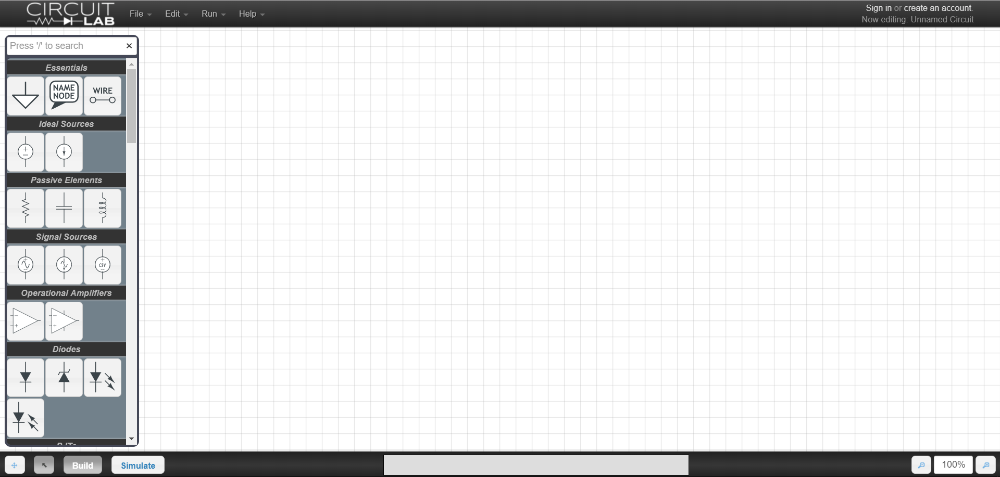 CIRCUIT
LAB
File Edit Run Help
Sign in or create an account.
Now editing: Unnamed Circuit
Press '/' to search
Essentials
NAME
NODE
WIRE
Ideal Sources
Passive Elements
Signal Sources
CSV
Operational Amplifiers
Diodes
BJTs
Build
Simulate
100%